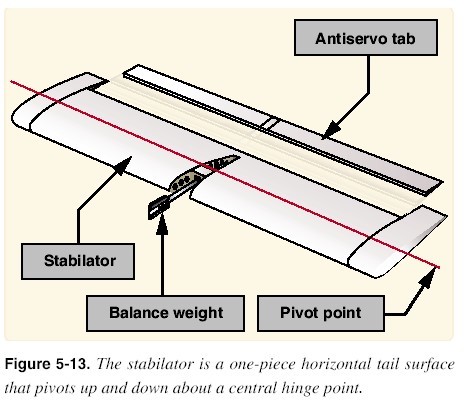 Antiservo tab
Stabilator
Balance weight
Pivot point
Figure 5-13. The stabilator is a one-piece horizontal tail surface
that pivots up and down about a central hinge point.